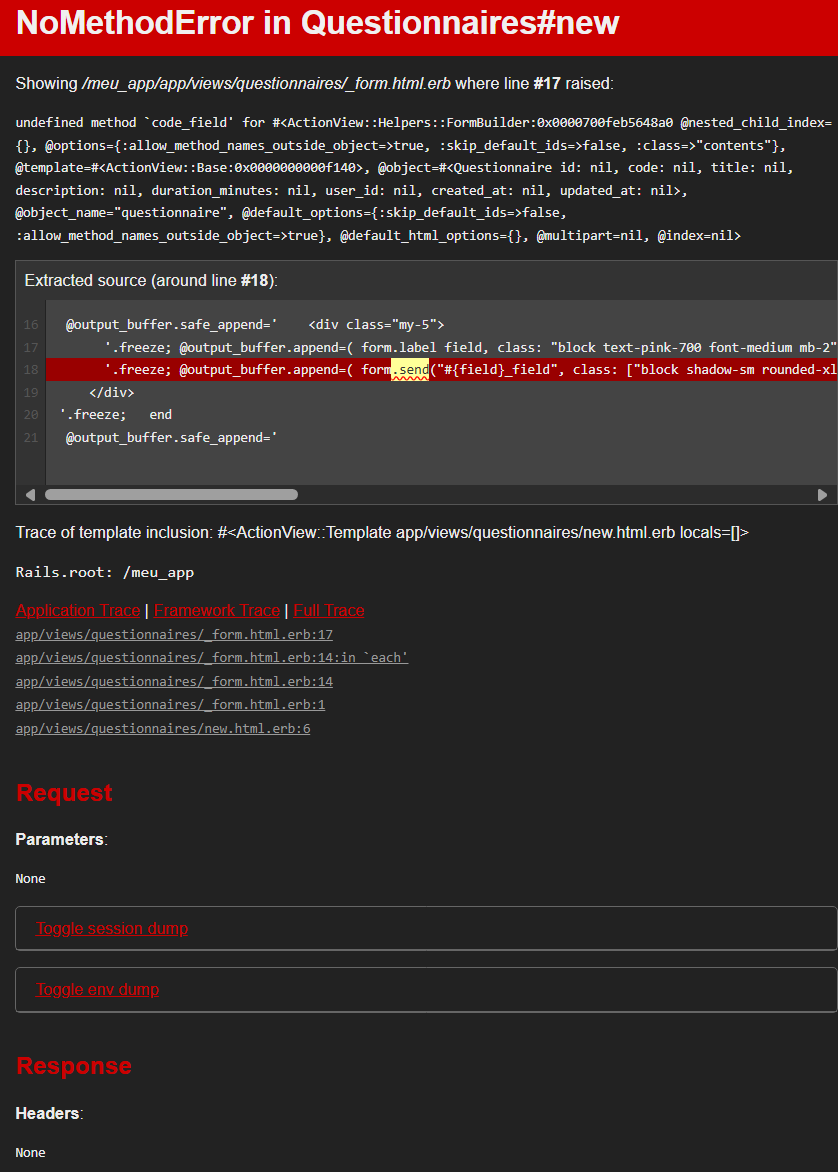 NoMethodError in Questionnaires#new
Showing /meu_app/app/views/questionnaires/_form.html.erb where line #17 raised:
undefined method `code_field' for #<ActionView::Helpers::FormBuilder:0x0000700feb5648a0 @nested_child_index=
{}, @options={:allow_method_names_outside_object=>true, :skip_default_ids=>false, :class=>"contents"},
@template=#<ActionView::Base:0x0000000000f140>, @object=#<Questionnaire id: nil, code: nil, title: nil,
description: nil, duration_minutes: nil, user_id: nil, created_at: nil, updated_at: nil>,
@object_name="questionnaire", @default_options={:skip_default_ids=>false,
:allow_method_names_outside_object=>true}, @default_html_options={}, @multipart=nil, @index=nil>
Extracted source (around line #18):
16 @output_buffer.safe_append='    <div class="my-5">
17 '.freeze; @output_buffer.append=( form.label field, class: "block text-pink-700 font-medium mb-2"
18 '.freeze; @output_buffer.append=( form.send("#{field}_field", class: ["block shadow-sm rounded-xl
19 </div>
20 '.freeze;   end
21 @output_buffer.safe_append='
Trace of template inclusion: #<ActionView::Template app/views/questionnaires/new.html.erb locals=[]>
Rails.root: /meu_app
Application Trace | Framework Trace | Full Trace
app/views/questionnaires/_form.html.erb:17
app/views/questionnaires/_form.html.erb:14:in `each'
app/views/questionnaires/_form.html.erb:14
app/views/questionnaires/_form.html.erb:1
app/views/questionnaires/new.html.erb:6
Request
Parameters:
None
Toggle session dump
Toggle env dump
Response
Headers:
None